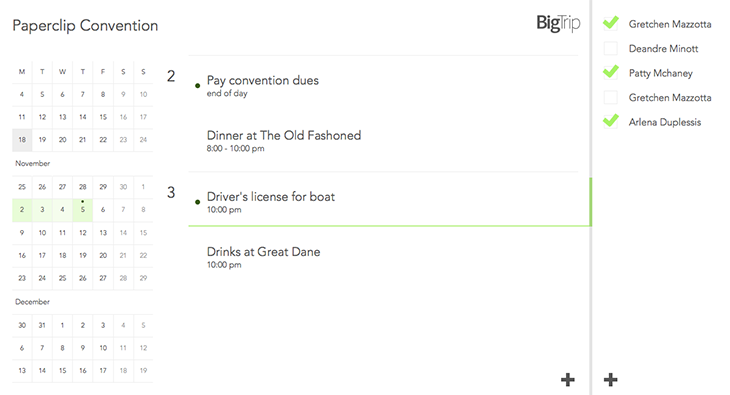 Paperclip Convention
BigTrip
M T W T F S S
4 5 6 7 8 9 10
11 12 13 14 15 16 17
18 19 20 21 22 23 24
November
25 26 27 28 29 30 1
2 3 4 5 6 7 8
9 10 11 12 13 14 15
16 17 18 19 20 21 22
23 24 25 26 27 28 29
December
30 31 1 2 3 4 5
6 7 8 9 10 11 12
13 14 15 16 17 18 19
2
Pay convention dues
end of day
Dinner at The Old Fashioned
8:00 - 10:00 pm
3
Driver's license for boat
10:00 pm
Drinks at Great Dane
10:00 pm
Gretchen Mazzotta
Deandre Minott
Patty Mchaney
Gretchen Mazzotta
Arlena Duplessis